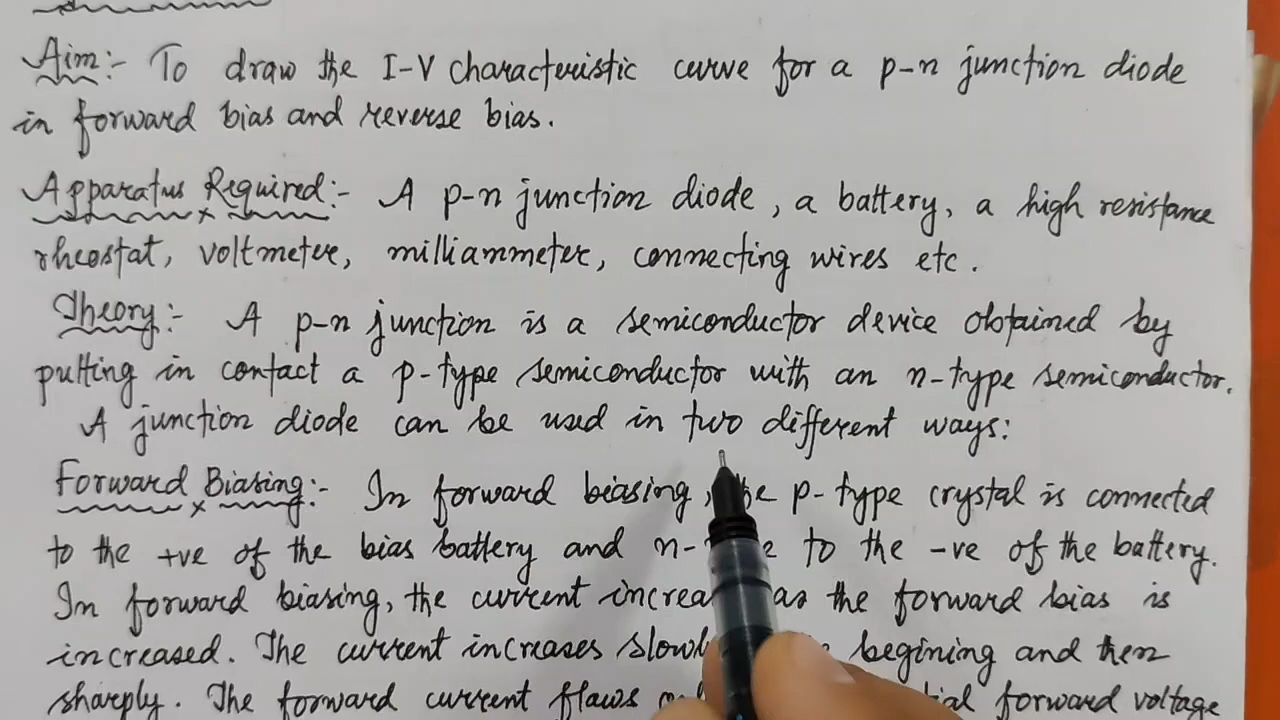 Aim:- To draw the I-V characteristic curve for a p-n junction diode
in forward bias and reverse bias.
Apparatus Required:- A p-n junction diode, a battery, a high resistance
rheostat, voltmeter, milliammeter, connecting wires etc.
Theory:- A p-n junction is a semiconductor device obtained by
putting in contact a p-type semiconductor with an n-type semiconductor.
A junction diode can be used in two different ways:
Forward Biasing:- In forward biasing, the p-type crystal is connected
to the +ve of the bias battery and n- to the -ve of the battery.
In forward biasing, the current as the forward bias is
increased. The current increases begining and then
sharply. The forward current flaws forward voltage